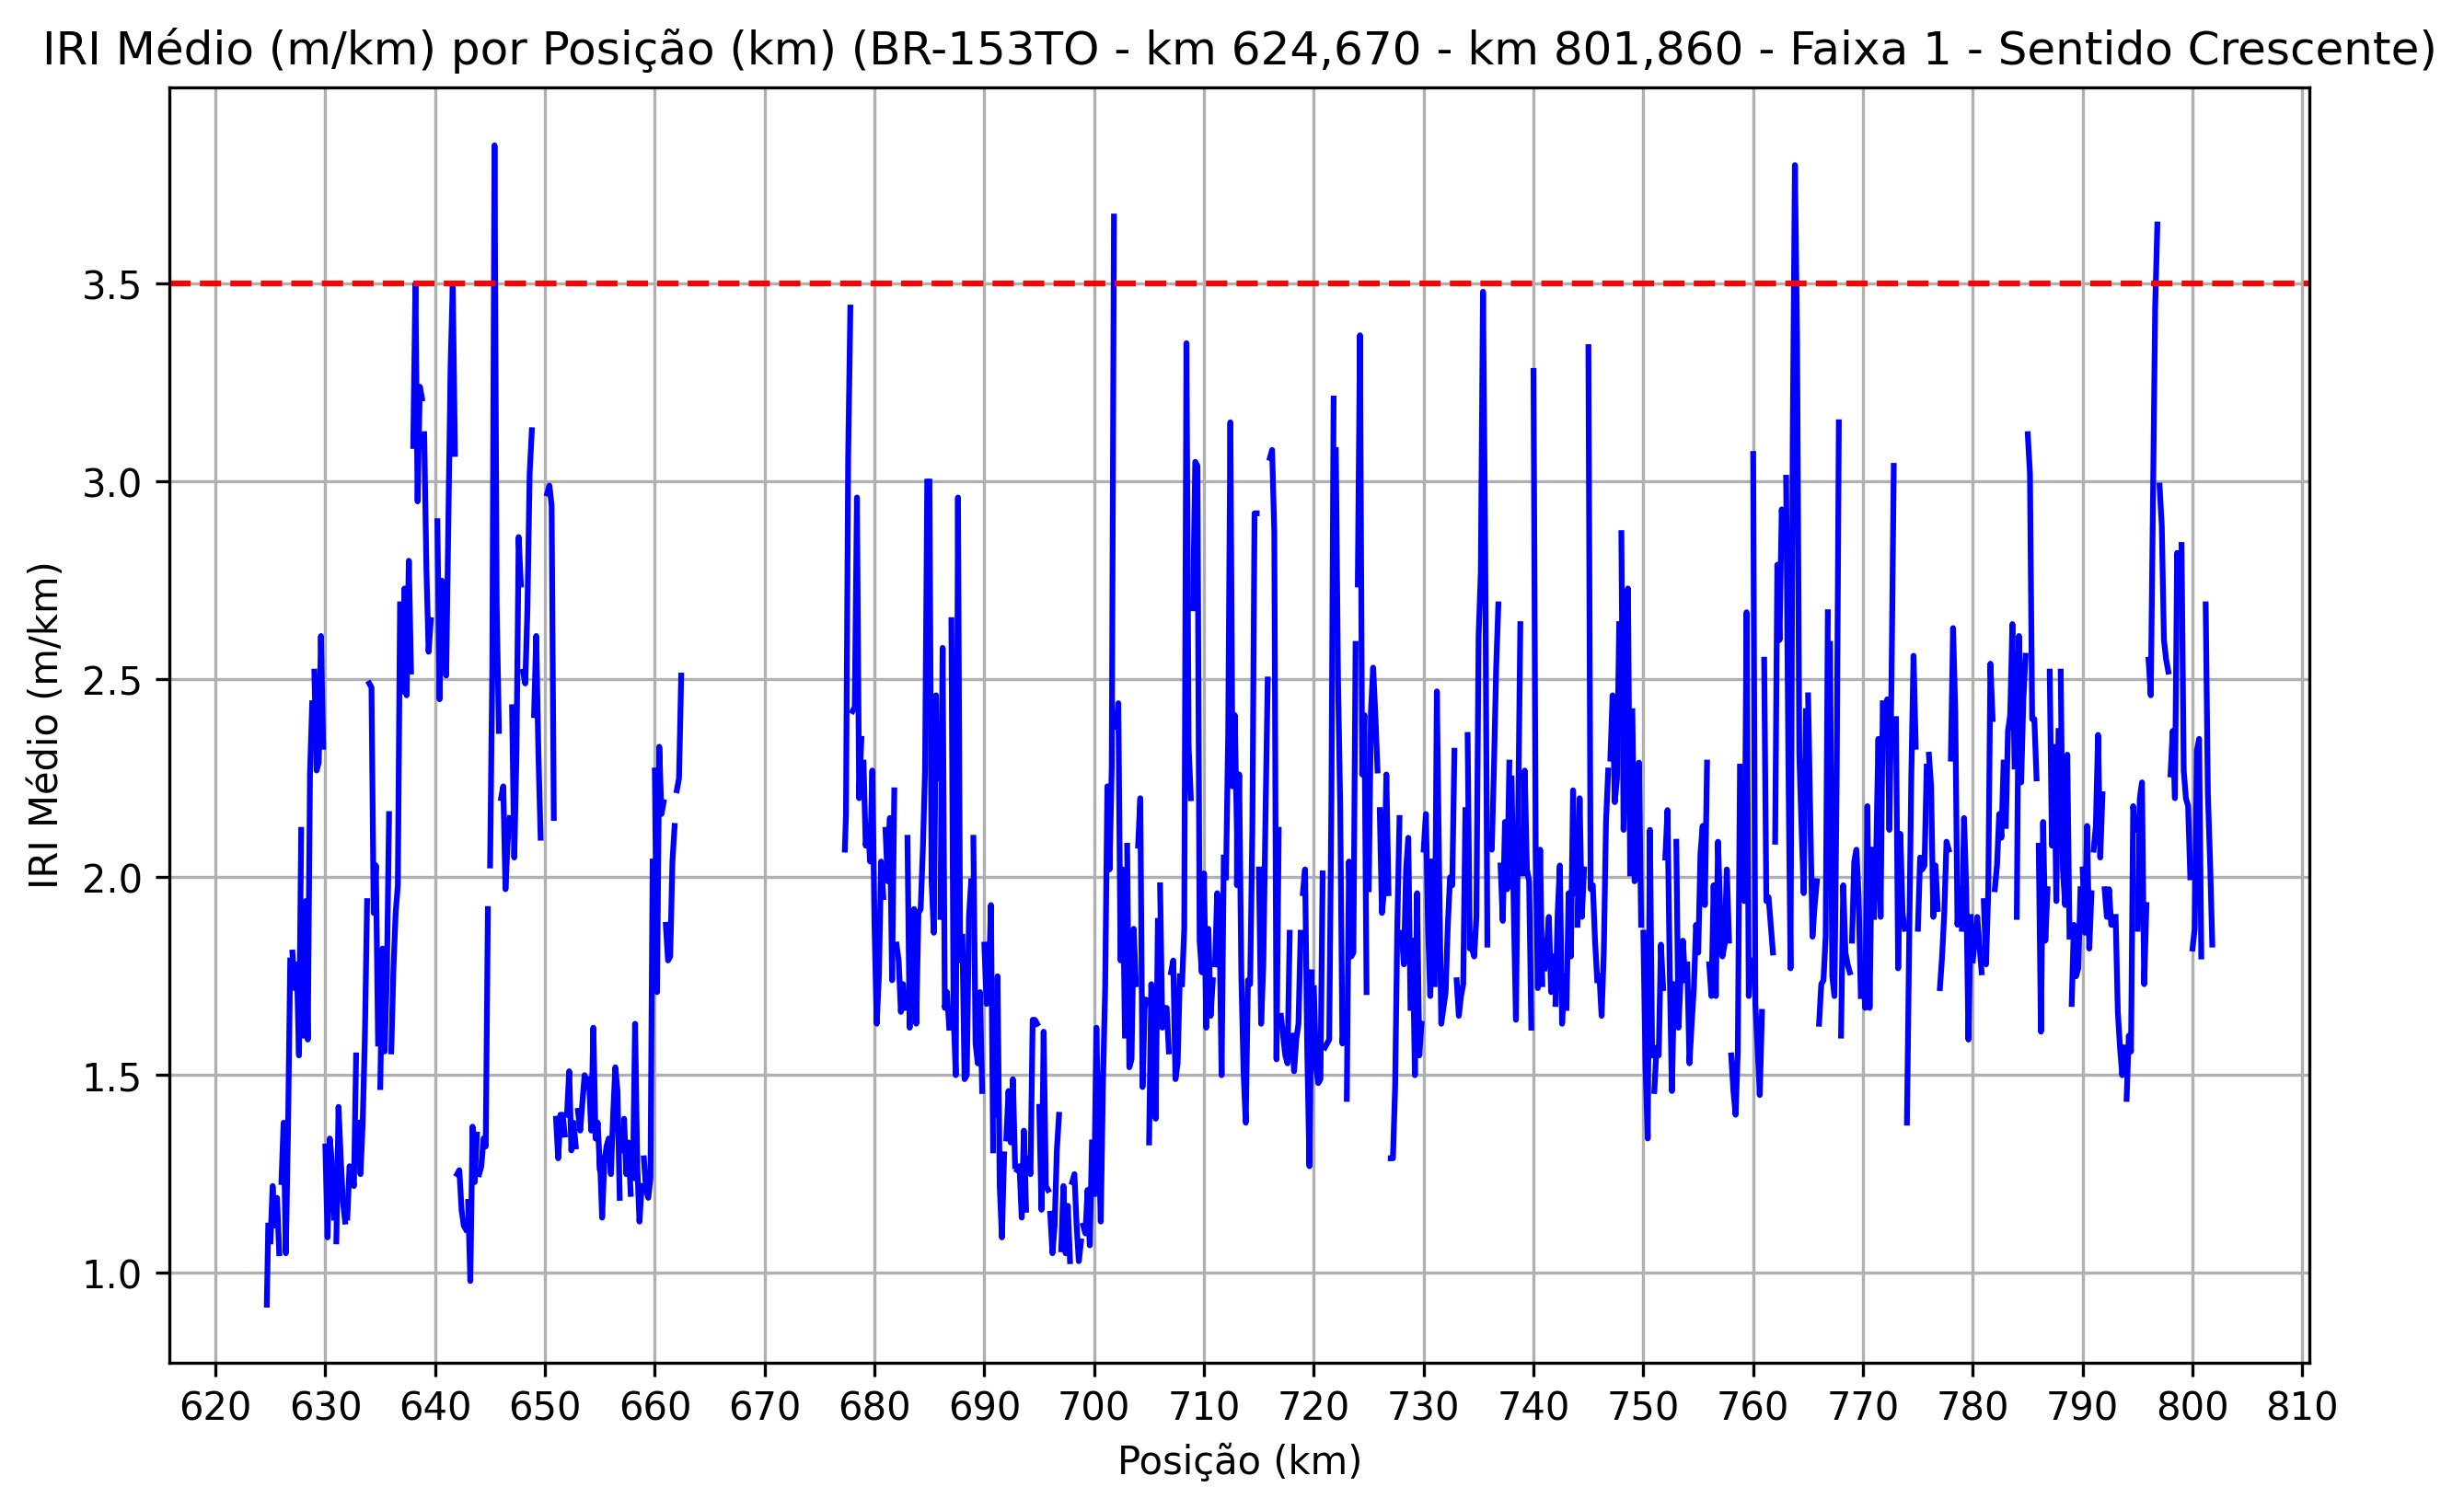 IRI Médio (m/km) por Posição (km) (BR-153TO - km 624,670 - km 801,860 - Faixa 1 - Sentido Crescente)
IRI Médio (m/km)
3.5
3.0
2.5
2.0
1.5
1.0
620 630 640 650 660 670 680 690 700 710 720 730 740 750 760 770 780 790 800 810
Posição (km)